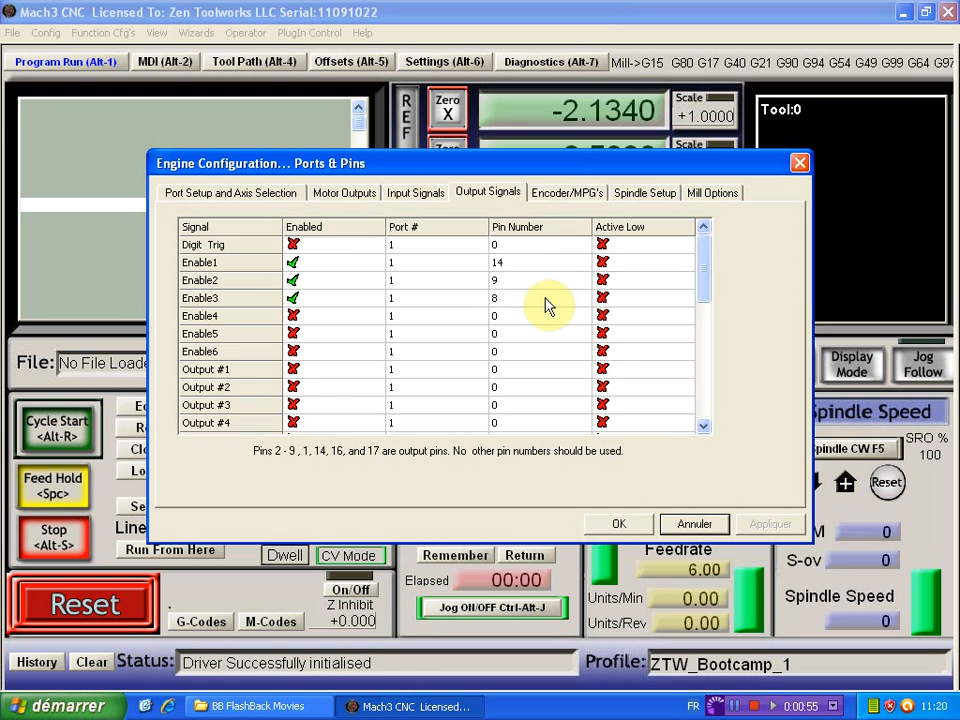 Mach3 CNC Licensed To: Zen Toolworks LLC Serial:11091022
File Config Function Cfg's View Wizards Operator PlugIn Control Help
Program Run (Alt-1) MDI (Alt-2) Tool Path (Alt-4) Offsets (Alt-5) Settings (Alt-6) Diagnostics (Alt-7) Mill->G15 G80 G17 G40 G21 G90 G94 G54 G49 G99 G64 G97
REF
Zero X
-2.1340
Scale
+1.0000
Tool:0
Scale
Engine Configuration... Ports & Pins
Port Setup and Axis Selection Motor Outputs Input Signals Output Signals Encoder/MPG's Spindle Setup Mill Options
Signal Enabled Port # Pin Number Active Low
Digit Trig 1 0
Enable1 1 14
Enable2 1 9
Enable3 1 8
Enable4 1 0
Enable5 1 0
Enable6 1 0
Output #1 1 0
Output #2 1 0
Output #3 1 0
Output #4 1 0
Pins 2 - 9 , 1, 14, 16, and 17 are output pins. No other pin numbers should be used.
OK Annuler Appliquer
File: No File Loade
Display Mode
Jog Follow
Cycle Start <Alt-R>
Feed Hold <Spc>
Stop <Alt-S>
Line
Run From Here
Dwell
CV Mode
Spindle Speed
pindle CW F5
SRO %
100
Reset
0
S-ov 0
Spindle Speed
0
Remember Return
Elapsed 00:00
Jog ON/OFF Ctrl-Alt-J
Feedrate
6.00
Units/Min 0.00
Units/Rev 0.00
Reset
G-Codes M-Codes
On/Off
Z Inhibit
+0.000
History Clear Status: Driver Successfully initialised Profile: ZTW_Bootcamp_1
démarrer BB FlashBack Movies Mach3 CNC Licensed... FR 0:00:55 11:20